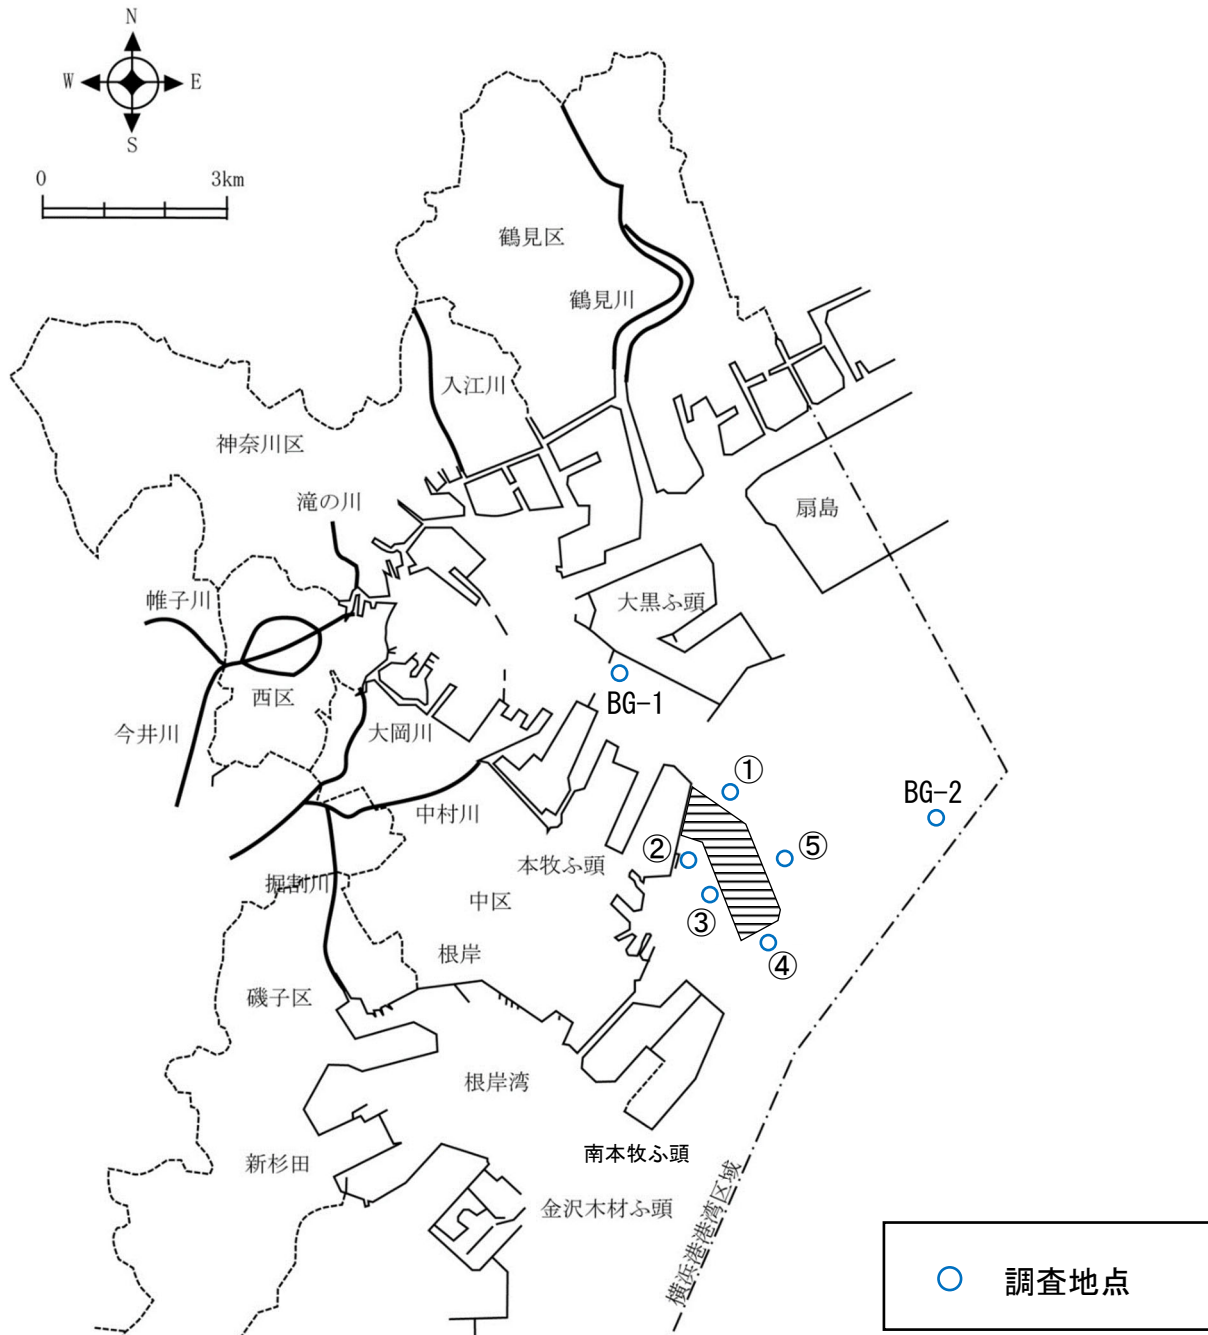 N
W
E
S
0
3km
鶴見区
鶴見川
入江川
神奈川区
滝の川
扇島
帷子川
大黒ふ頭
西区
BG-1
今井川
大岡川
①
BG-2
中村川
②
本牧ふ頭
⑤
掘割川
中区
③
根岸
④
磯子区
根岸湾
南本牧ふ頭
新杉田
金沢木材ふ頭
横浜港港湾区域
調査地点